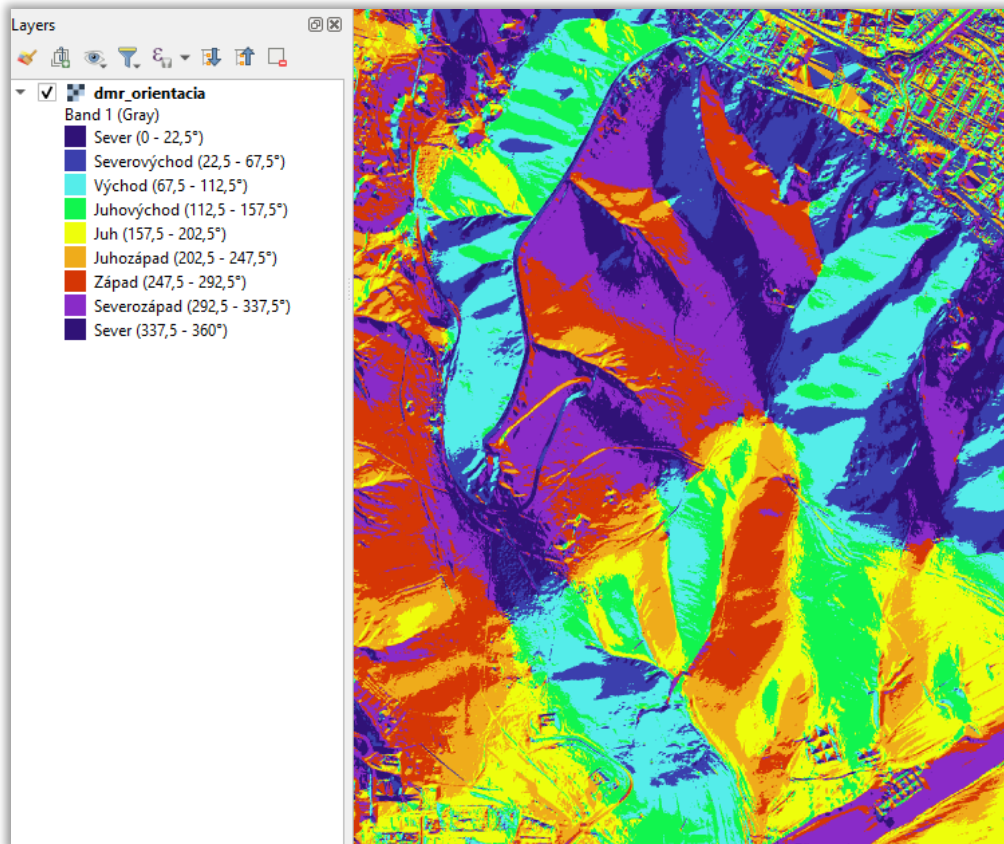 Layers
dmr_orientacia
Band 1 (Gray)
Sever (0 - 22,5°)
Severovýchod (22,5 - 67,5°)
Východ (67,5 - 112,5°)
Juhovýchod (112,5 - 157,5°)
Juh (157,5 - 202,5°)
Juhozápad (202,5 - 247,5°)
Západ (247,5 - 292,5°)
Severozápad (292,5 - 337,5°)
Sever (337,5 - 360°)